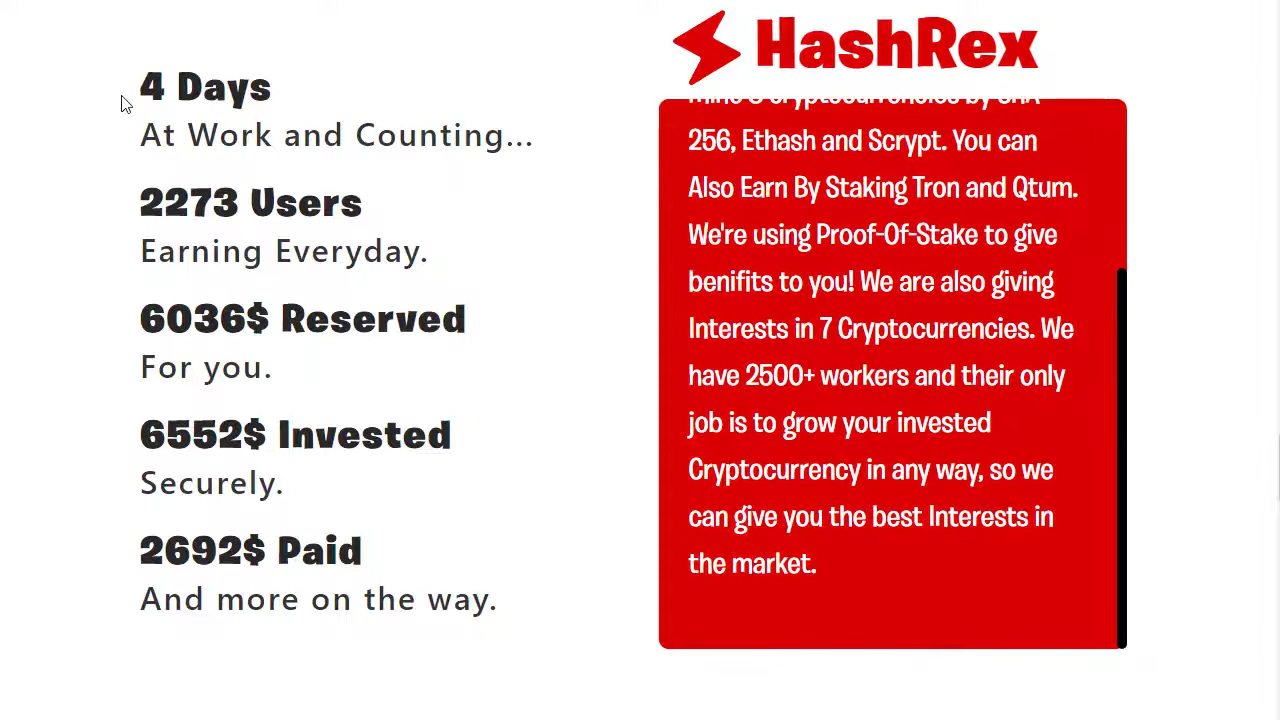 4 Days
At Work and Counting...
2273 Users
Earning Everyday.
6036$ Reserved
For you.
6552$ Invested
Securely.
2692$ Paid
And more on the way.
HashRex
256, Ethash and Scrypt. You can
Also Earn By Staking Tron and Qtum.
We're using Proof-Of-Stake to give
benifits to you! We are also giving
Interests in 7 Cryptocurrencies. We
have 2500+ workers and their only
job is to grow your invested
Cryptocurrency in any way, so we
can give you the best Interests in
the market.